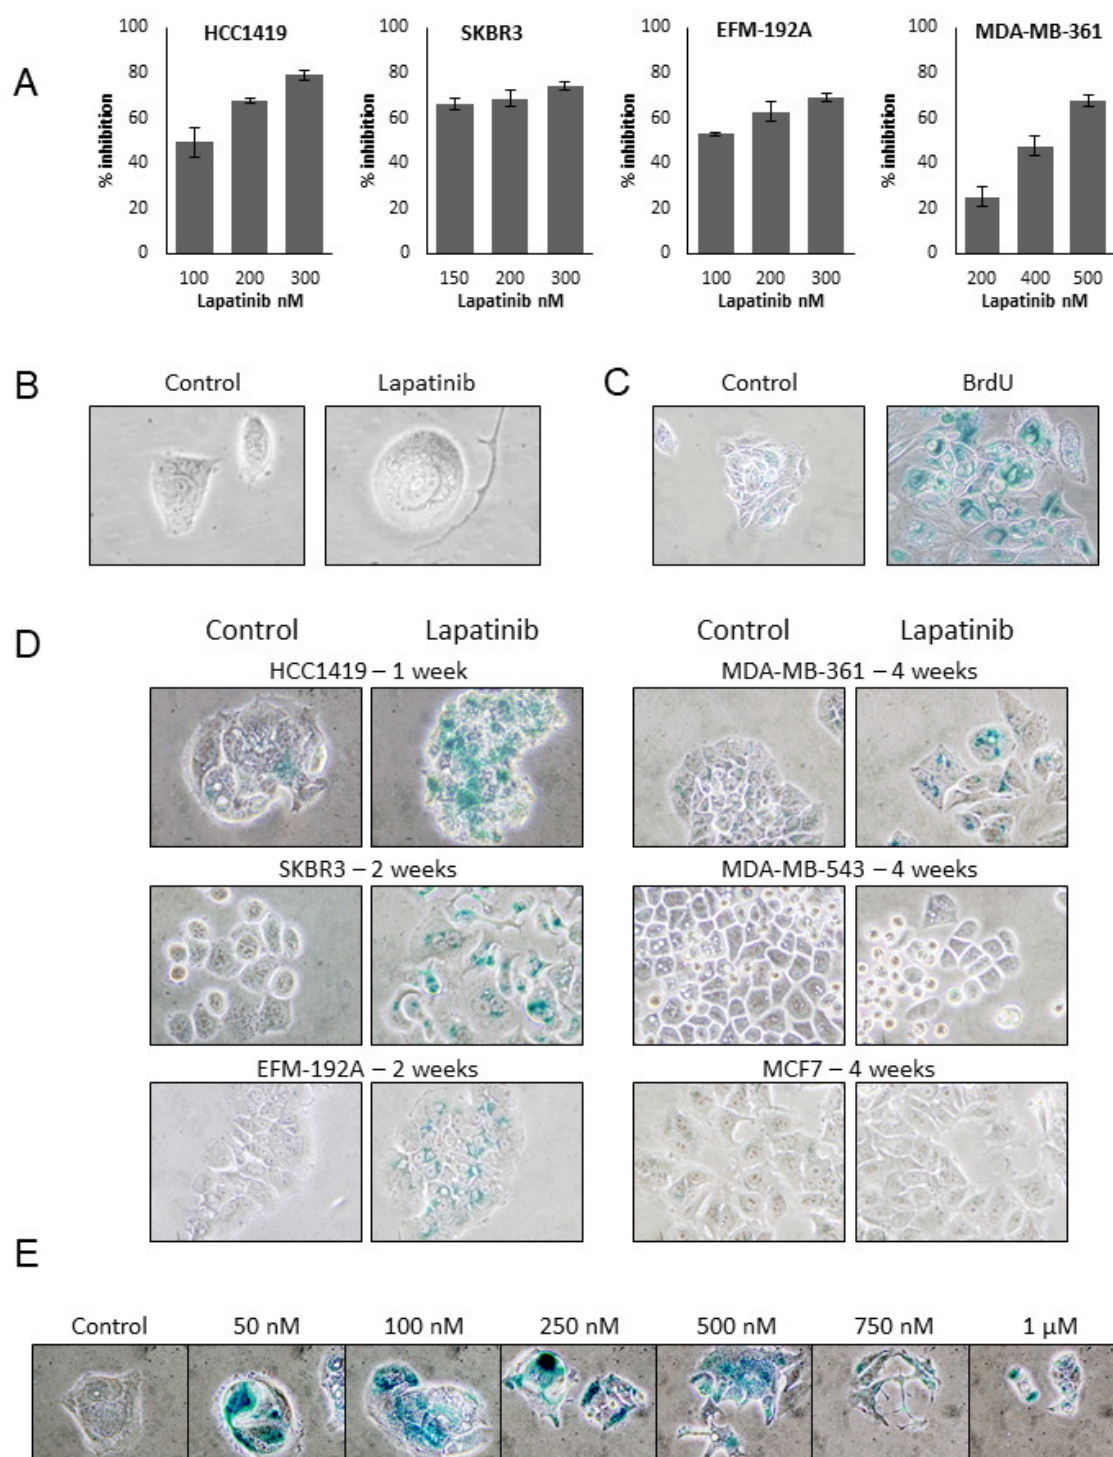 A
HCC1419
% inhibition
100
80
60
40
20
0
100 200 300
Lapatinib nM
SKBR3
% inhibition
100
80
60
40
20
0
150 200 300
Lapatinib nM
EFM-192A
% inhibition
100
80
60
40
20
0
100 200 300
Lapatinib nM
MDA-MB-361
% inhibition
100
80
60
40
20
0
200 400 500
Lapatinib nM
B
Control Lapatinib
C
Control BrdU
D
Control Lapatinib Control Lapatinib
HCC1419 – 1 week MDA-MB-361 – 4 weeks
SKBR3 – 2 weeks MDA-MB-543 – 4 weeks
EFM-192A – 2 weeks MCF7 – 4 weeks
E
Control 50 nM 100 nM 250 nM 500 nM 750 nM 1 µM